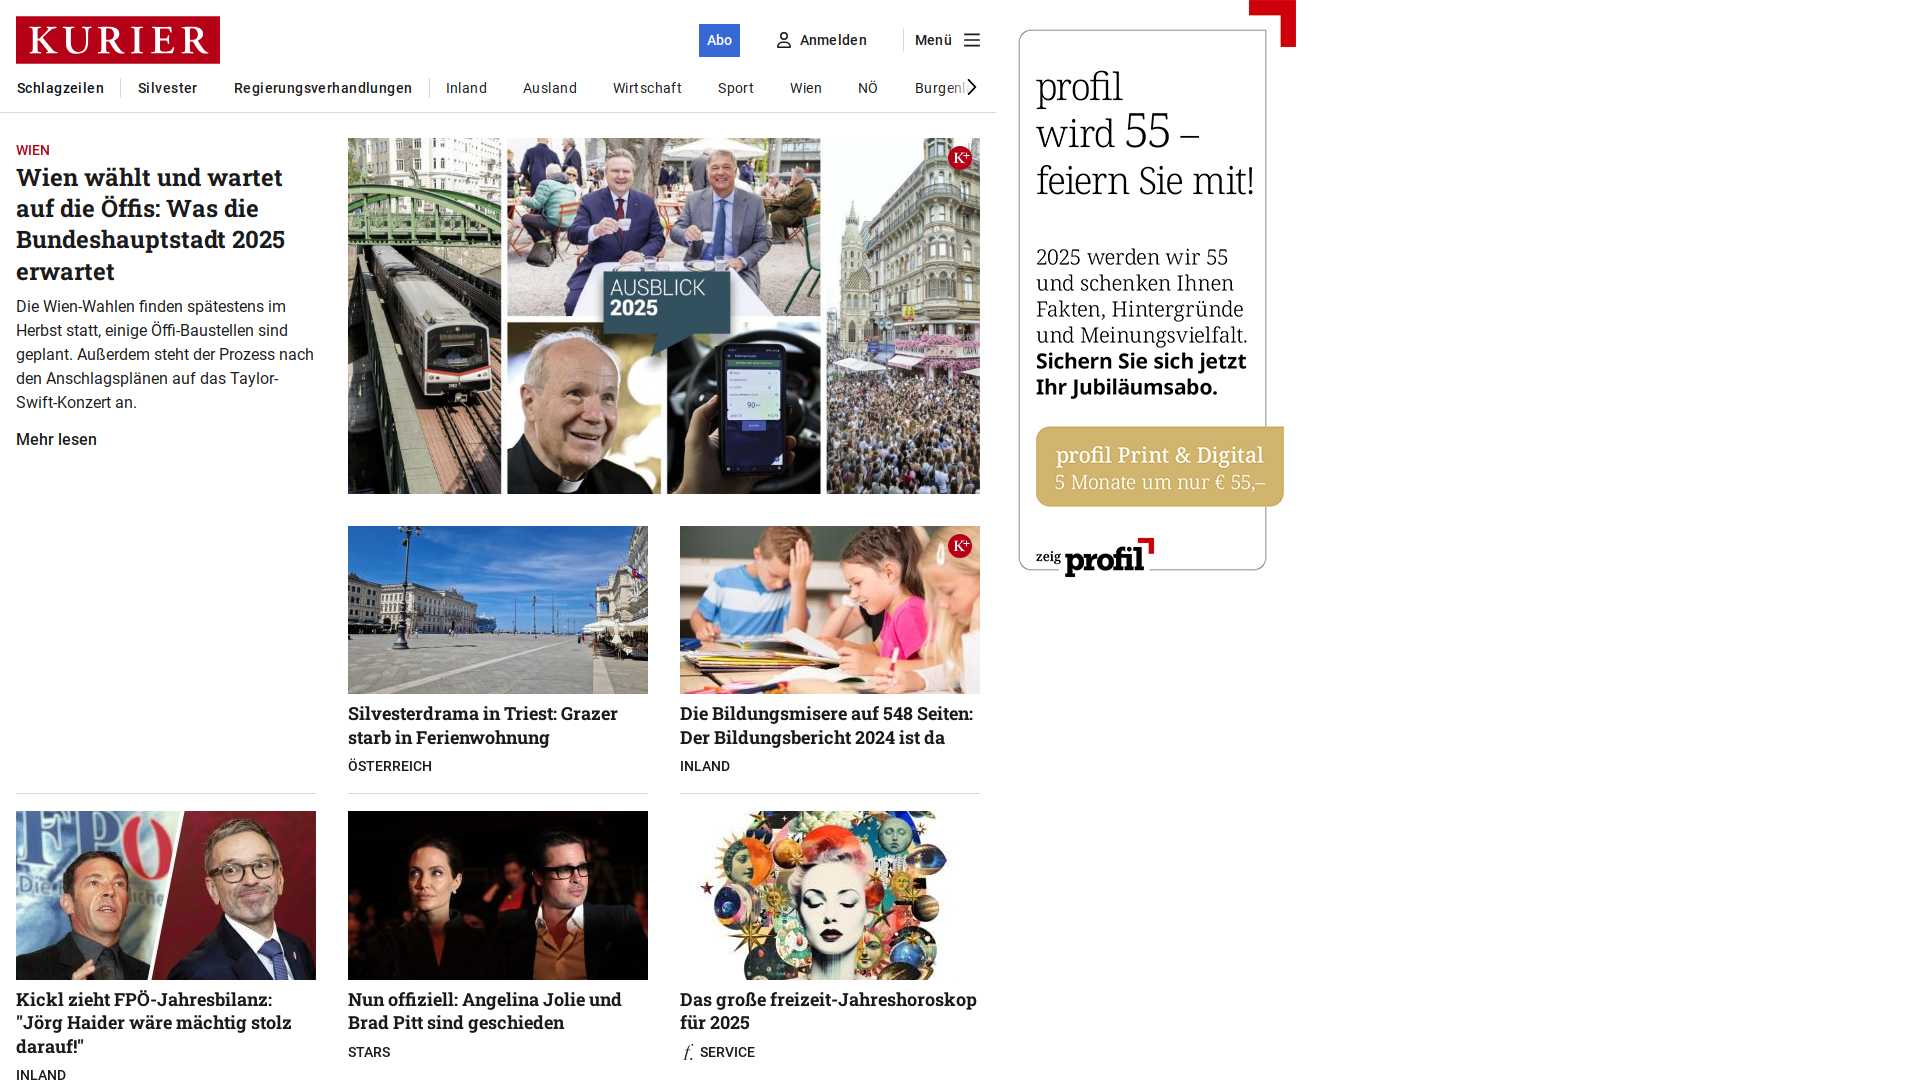 KURIER
Abo
Anmelden
Menü
Schlagzeilen
Silvester
Regierungsverhandlungen
Inland
Ausland
Wirtschaft
Sport
Wien
NÖ
WIEN
Wien wählt und wartet
auf die Öffis: Was die
Bundeshauptstadt 2025
erwartet
Die Wien-Wahlen finden spätestens im
Herbst statt, einige Öffi-Baustellen sind
geplant. Außerdem steht der Prozess nach
den Anschlagsplänen auf das Taylor-
Swift-Konzert an.
Mehr lesen
K+
AUSBLICK
2025
K+
Silvesterdrama in Triest: Grazer
starb in Ferienwohnung
ÖSTERREICH
Die Bildungsmisere auf 548 Seiten:
Der Bildungsbericht 2024 ist da
INLAND
FPÖ
Kickl zieht FPÖ-Jahresbilanz:
"Jörg Haider wäre mächtig stolz
darauf!"
INLAND
Nun offiziell: Angelina Jolie und
Brad Pitt sind geschieden
STARS
Das große freizeit-Jahreshoroskop
für 2025
f. SERVICE
profil
wird 55 –
feiern Sie mit!
2025 werden wir 55
und schenken Ihnen
Fakten, Hintergründe
und Meinungsvielfalt.
Sichern Sie sich jetzt
Ihr Jubiläumsabo.
profil Print & Digital
5 Monate um nur € 55,–
zeig profil